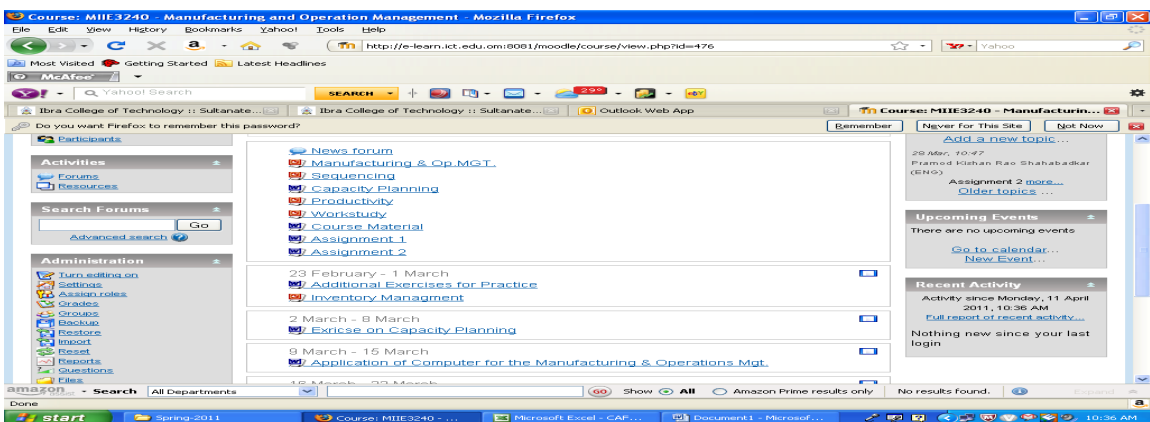 Course: MIIE3240 - Manufacturing and Operation Management - Mozilla Firefox
File Edit View History Bookmarks Yahoo! Tools Help
http://e-learn.ict.edu.om:8081/moodle/course/view.php?id=476
Yahoo
Most Visited Getting Started Latest Headlines
McAfee
Yahoo! Search SEARCH 29°
Ibra College of Technology :: Sultanate... Ibra College of Technology :: Sultanate... Outlook Web App Course: MIIE3240 - Manufacturin...
Do you want Firefox to remember this password? Remember Never for This Site Not Now
Participants
Activities
Forums
Resources
Search Forums
Go
Advanced search
Administration
Turn editing on
Settings
Assign roles
Grades
Groups
Backup
Restore
Import
Reset
Reports
Questions
Files
News forum
Manufacturing & Op.MGT.
Sequencing
Capacity Planning
Productivity
Workstudy
Course Material
Assignment 1
Assignment 2
23 February - 1 March
Additional Exercises for Practice
Inventory Managment
2 March - 8 March
Exricse on Capacity Planning
9 March - 15 March
Application of Computer for the Manufacturing & Operations Mgt.
16 March - 22 March
Add a new topic...
29 Mar, 10:47
Pramod Kishan Rao Shahabadkar
(ENG)
Assignment 2 more...
Older topics ...
Upcoming Events
There are no upcoming events
Go to calendar...
New Event...
Recent Activity
Activity since Monday, 11 April
2011, 10:36 AM
Full report of recent activity...
Nothing new since your last
login
amazon Search All Departments GO Show All Amazon Prime results only No results found. Expand
Done
start Spring-2011 Course: MIIE3240 - ... Microsoft Excel - CAP... Document1 - Microsof... 10:36 AM